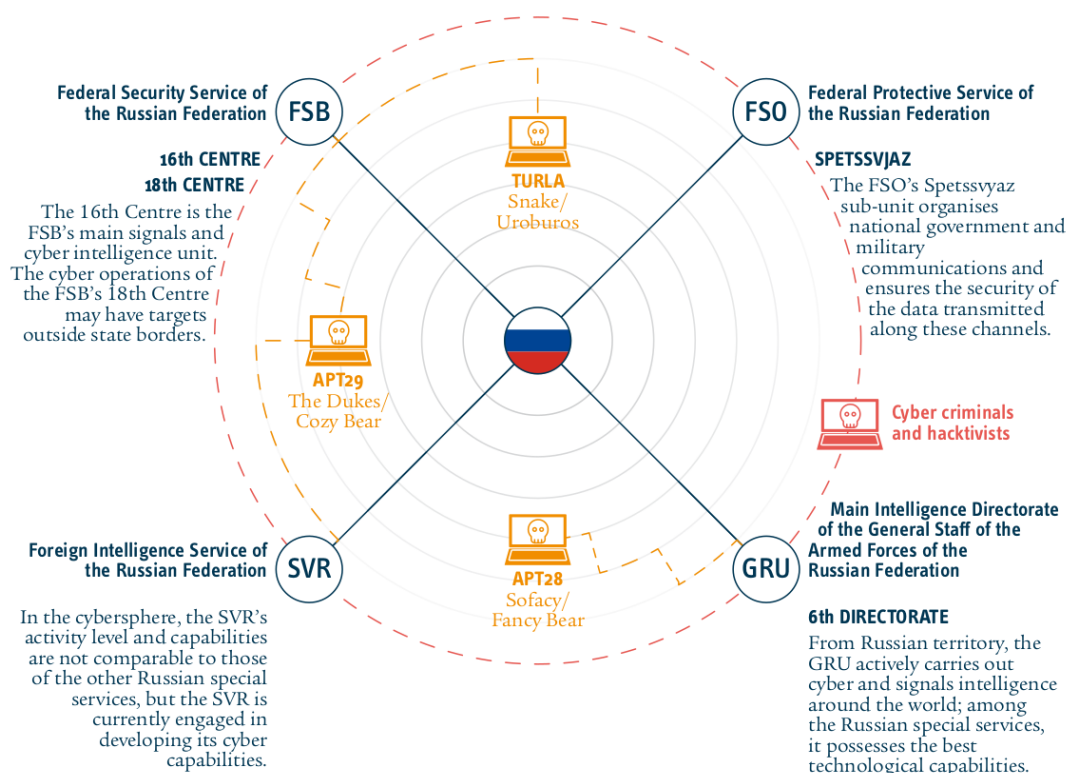 Federal Security Service of
the Russian Federation
FSB
16th CENTRE
18th CENTRE
The 16th Centre is the
FSB's main signals and
cyber intelligence unit.
The cyber operations of
the FSB's 18th Centre
may have targets
outside state borders.
TURLA
Snake/
Uroburos
FSO
Federal Protective Service of
the Russian Federation
SPETSSVJAZ
The FSO's Spetssvyaz
sub-unit organises
national government and
military
communications and
ensures the security of
the data transmitted
along these channels.
APT29
The Dukes/
Cozy Bear
Cyber criminals
and hacktivists
Foreign Intelligence Service of
the Russian Federation
SVR
In the cybersphere, the SVR's
activity level and capabilities
are not comparable to those
of the other Russian special
services, but the SVR is
currently engaged in
developing its cyber
capabilities.
APT28
Sofacy/
Fancy Bear
GRU
Main Intelligence Directorate
of the General Staff of the
Armed Forces of the
Russian Federation
6th DIRECTORATE
From Russian territory, the
GRU actively carries out
cyber and signals intelligence
around the world; among
the Russian special services,
it possesses the best
technological capabilities.